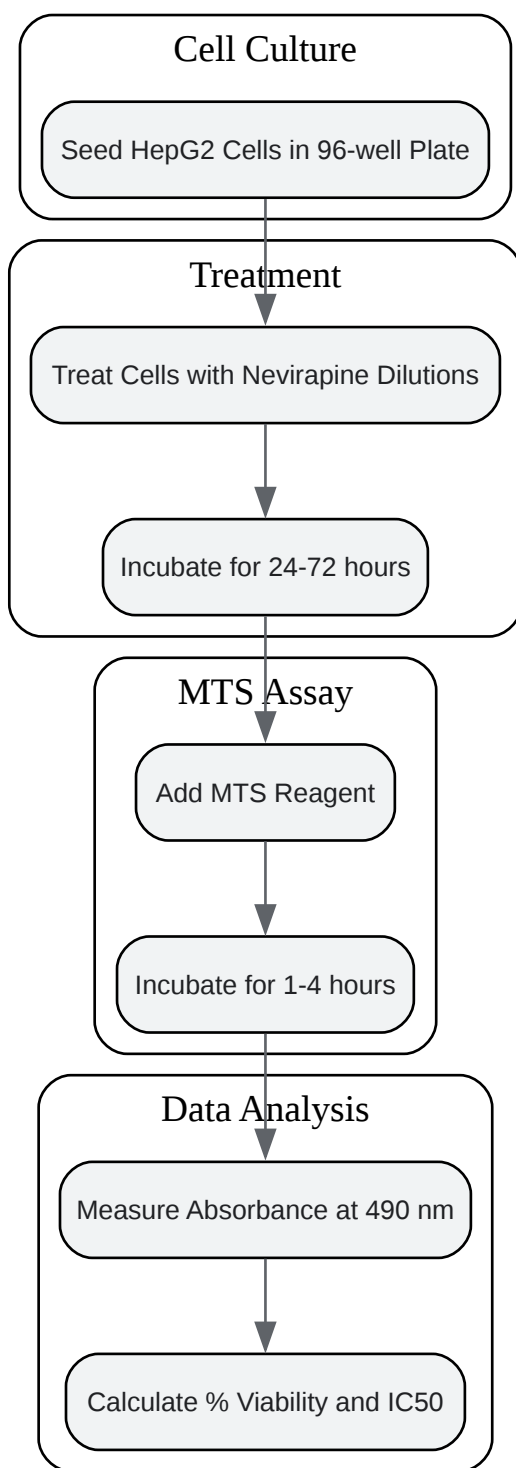 Cell Culture
Seed HepG2 Cells in 96-well Plate
Treatment
Treat Cells with Nevirapine Dilutions
Incubate for 24-72 hours
MTS Assay
Add MTS Reagent
Incubate for 1-4 hours
Data Analysis
Measure Absorbance at 490 nm
Calculate % Viability and IC50